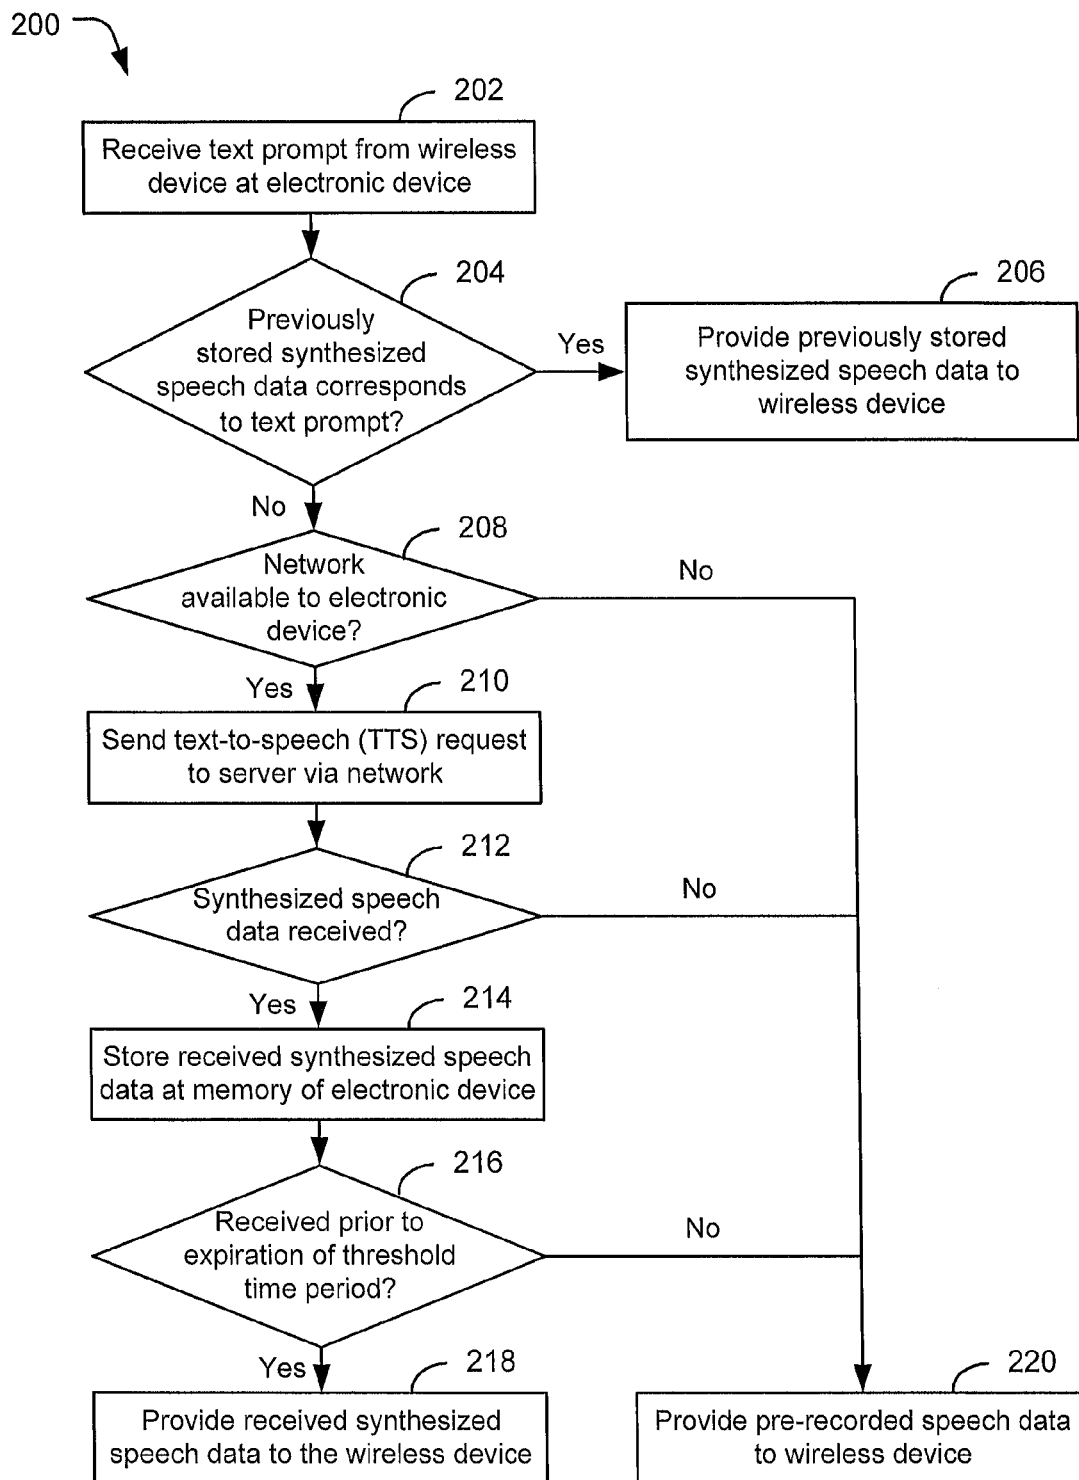 200
202
Receive text prompt from wireless
device at electronic device
204
Previously
stored synthesized
speech data corresponds
to text prompt?
Yes
206
Provide previously stored
synthesized speech data to
wireless device
No
208
Network
available to electronic
device?
No
Yes
210
Send text-to-speech (TTS) request
to server via network
212
Synthesized speech
data received?
No
Yes
214
Store received synthesized speech
data at memory of electronic device
216
Received prior to
expiration of threshold
time period?
No
Yes
218
Provide received synthesized
speech data to the wireless device
220
Provide pre-recorded speech data
to wireless device